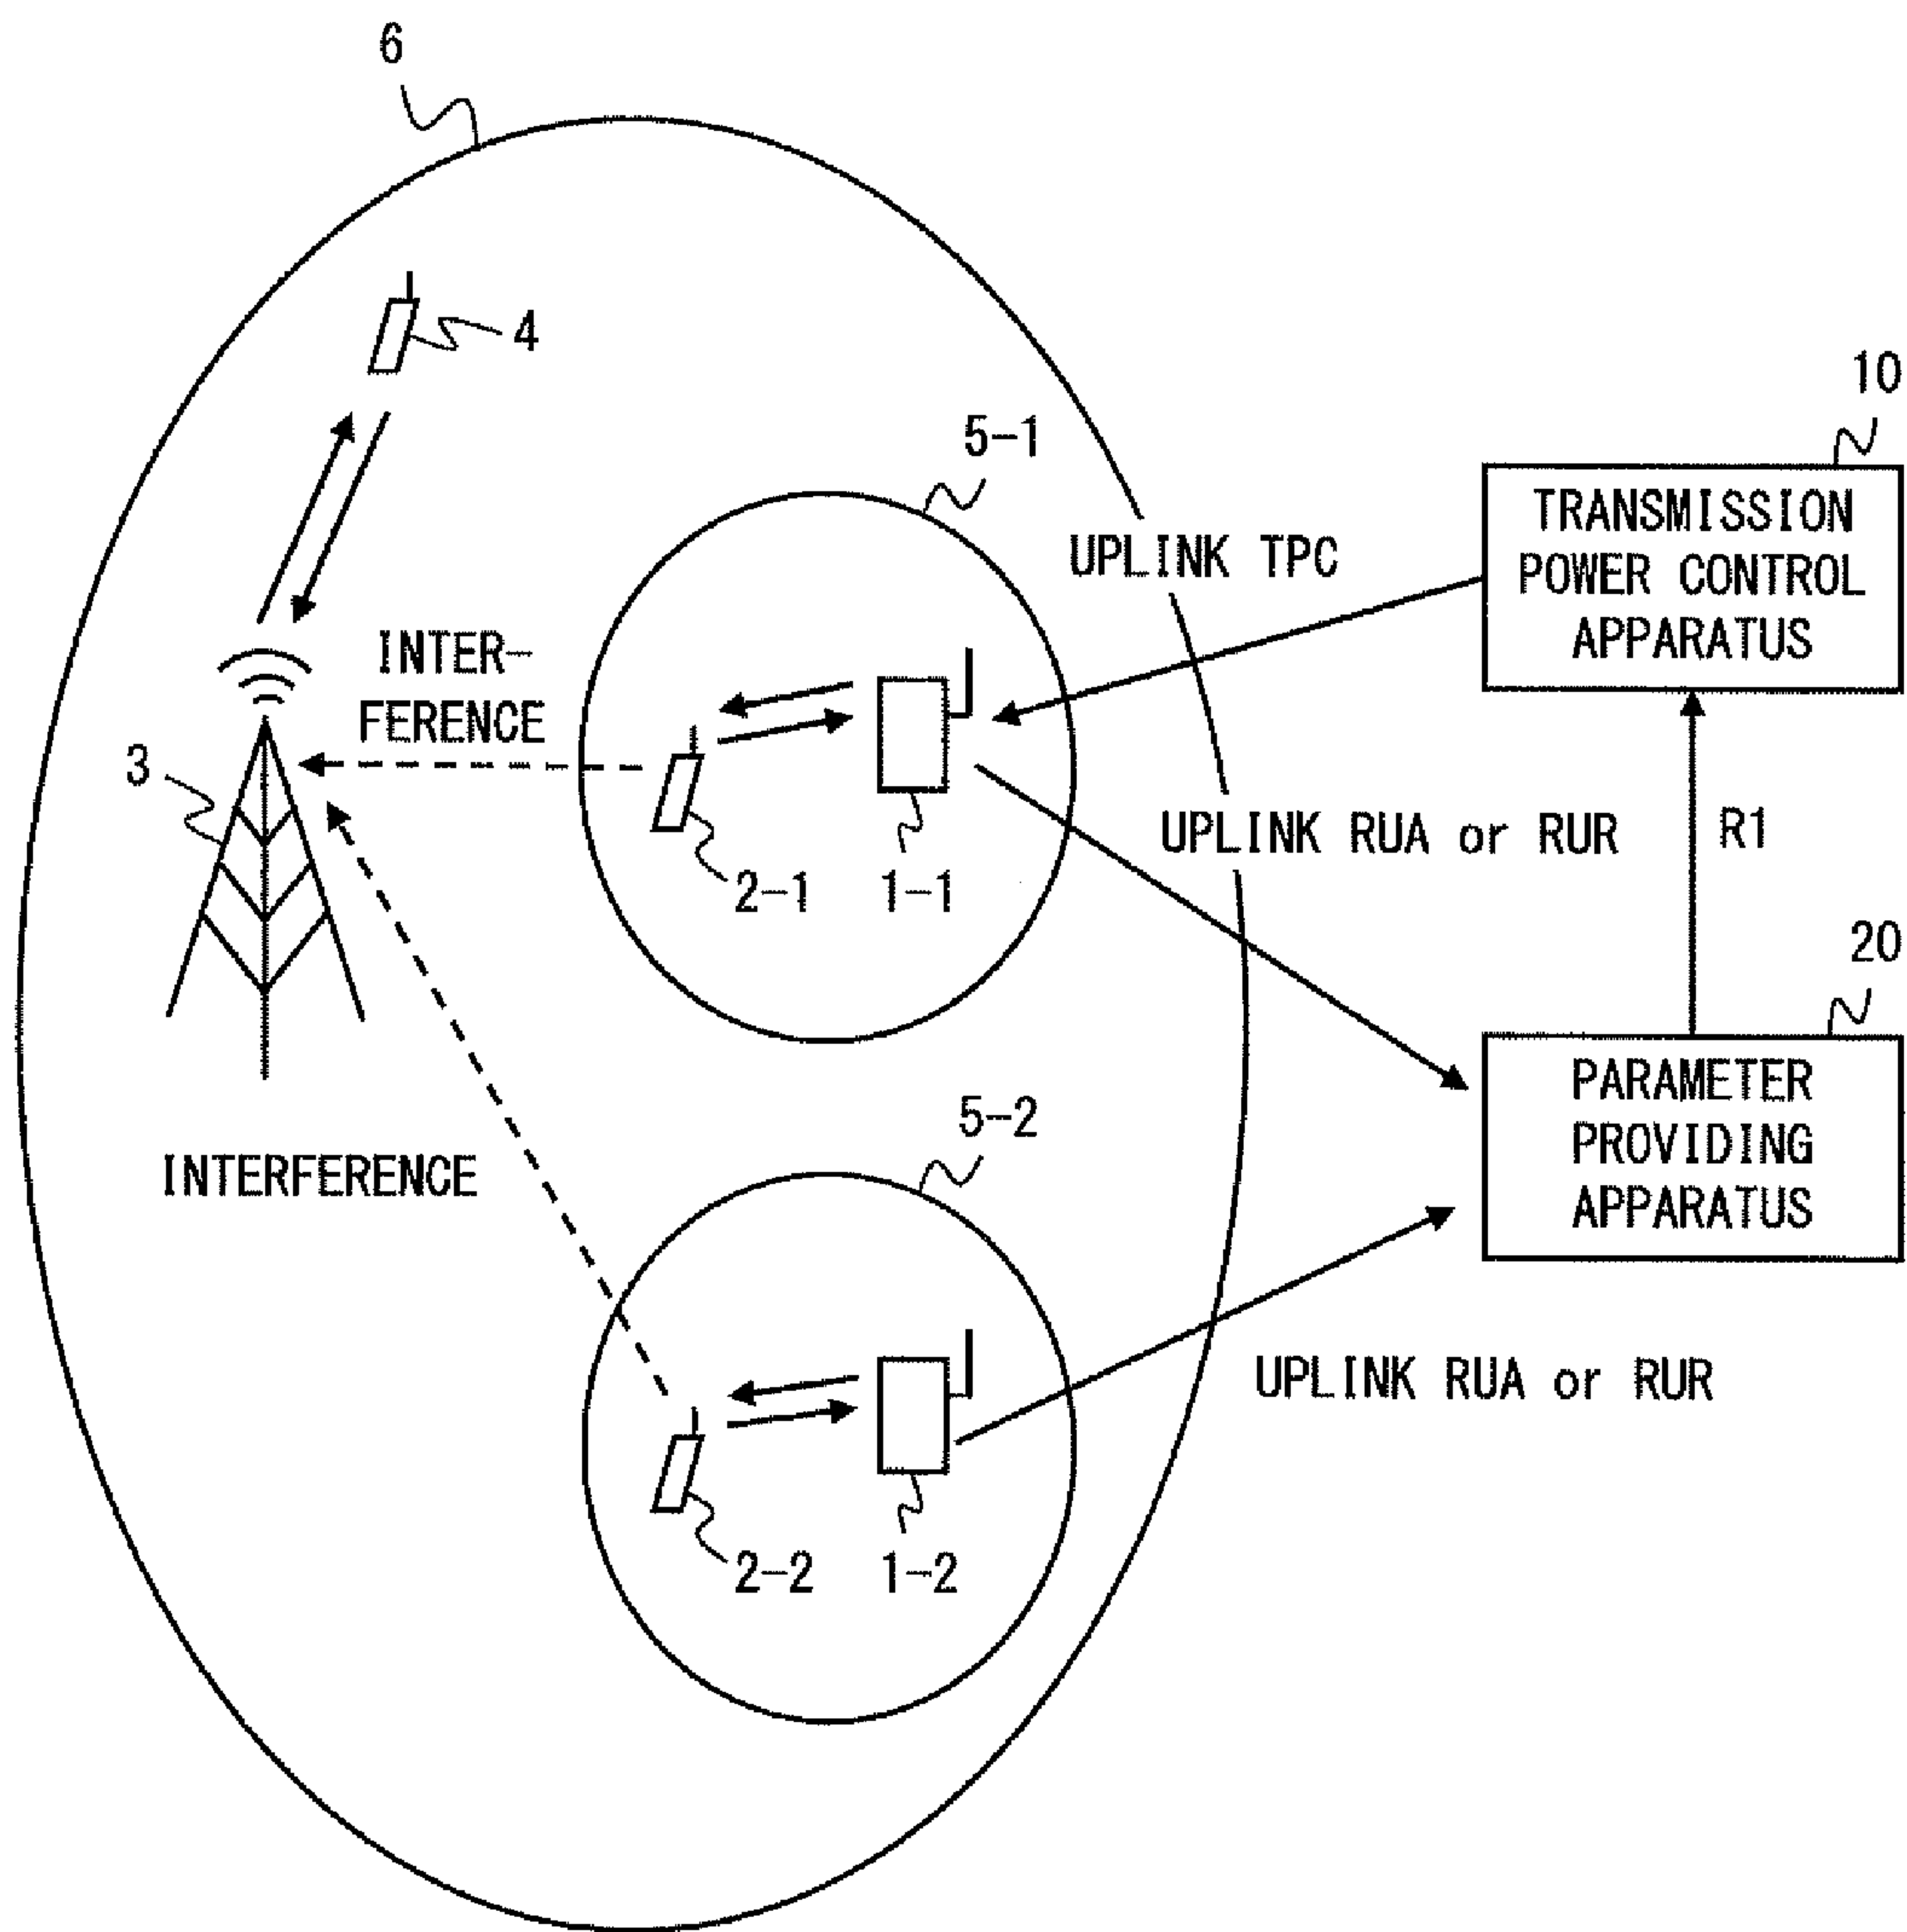 6
4
10
5-1
TRANSMISSION
POWER CONTROL
APPARATUS
UPLINK TPC
INTER-
FERENCE
3
UPLINK RUA or RUR
R1
2-1
1-1
20
PARAMETER
PROVIDING
APPARATUS
5-2
INTERFERENCE
UPLINK RUA or RUR
2-2
1-2